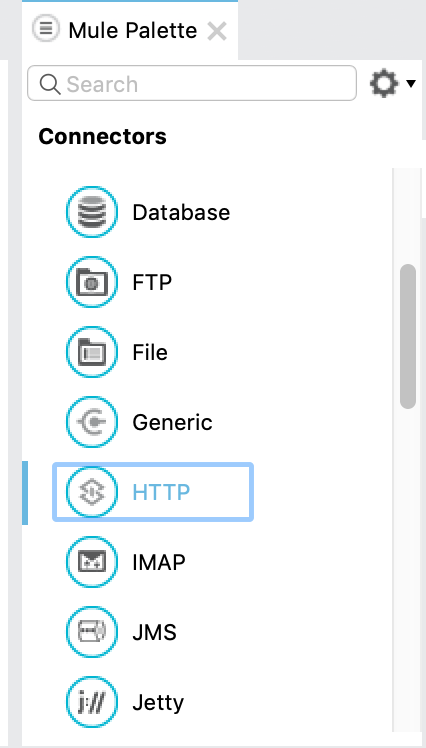 Mule Palette
Search
Connectors
Database
FTP
File
Generic
HTTP
IMAP
JMS
j://
Jetty